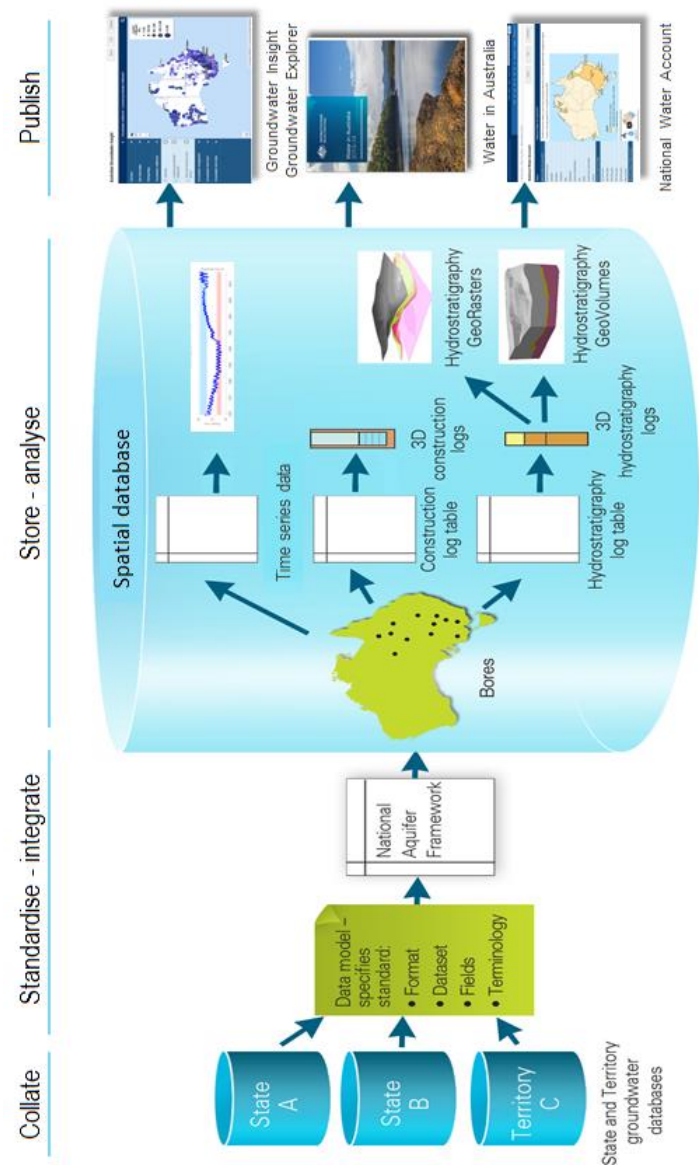 Collate
Standardise - integrate
Store - analyse
Publish
State
A
State
B
Territory
C
State and Territory
groundwater
databases
Data model –
specifies
standard:
• Format
• Dataset
• Fields
• Terminology
National
Aquifer
Framework
Spatial database
Bores
Time series data
Construction
log table
3D
construction
logs
Hydrostratigraphy
log table
3D
hydrostratigraphy
logs
Hydrostratigraphy
GeoRasters
Hydrostratigraphy
GeoVolumes
Groundwater Insight
Groundwater Explorer
Water in Australia
National Water Account